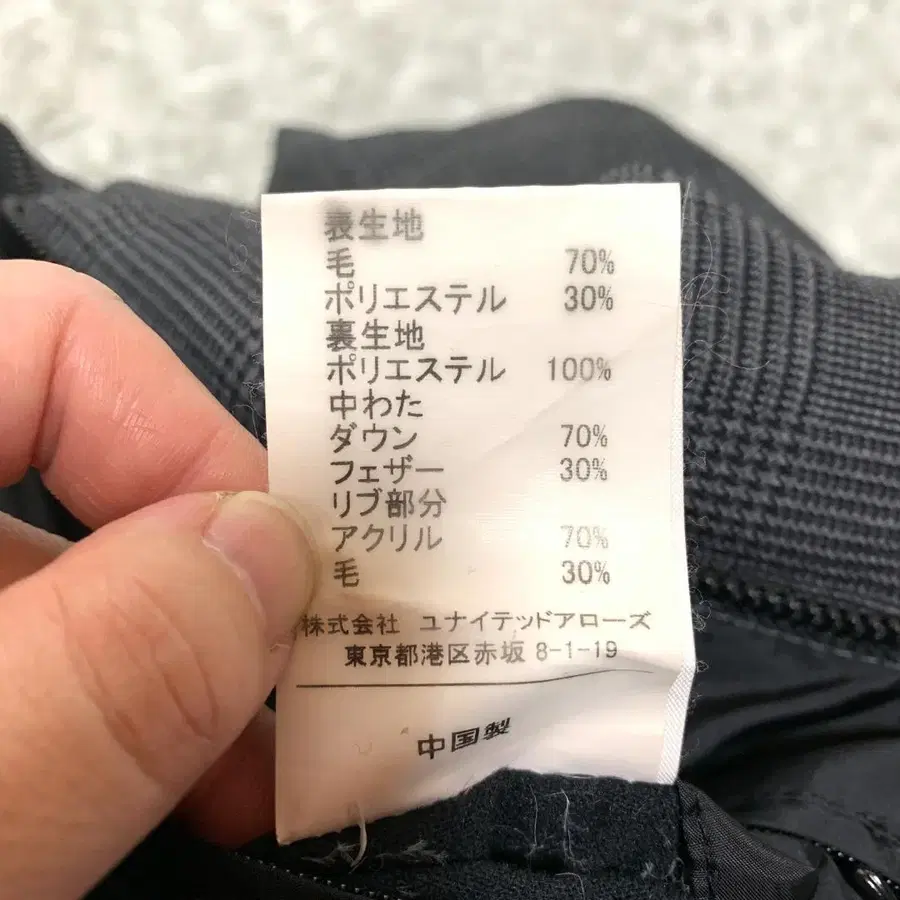 表生地
毛 70%
ポリエステル 30%
裏生地
ポリエステル 100%
中わた
ダウン 70%
フェザー 30%
リブ部分
アクリル 70%
毛 30%
株式会社 ユナイテッドアローズ
東京都港区赤坂 8-1-19
中国製